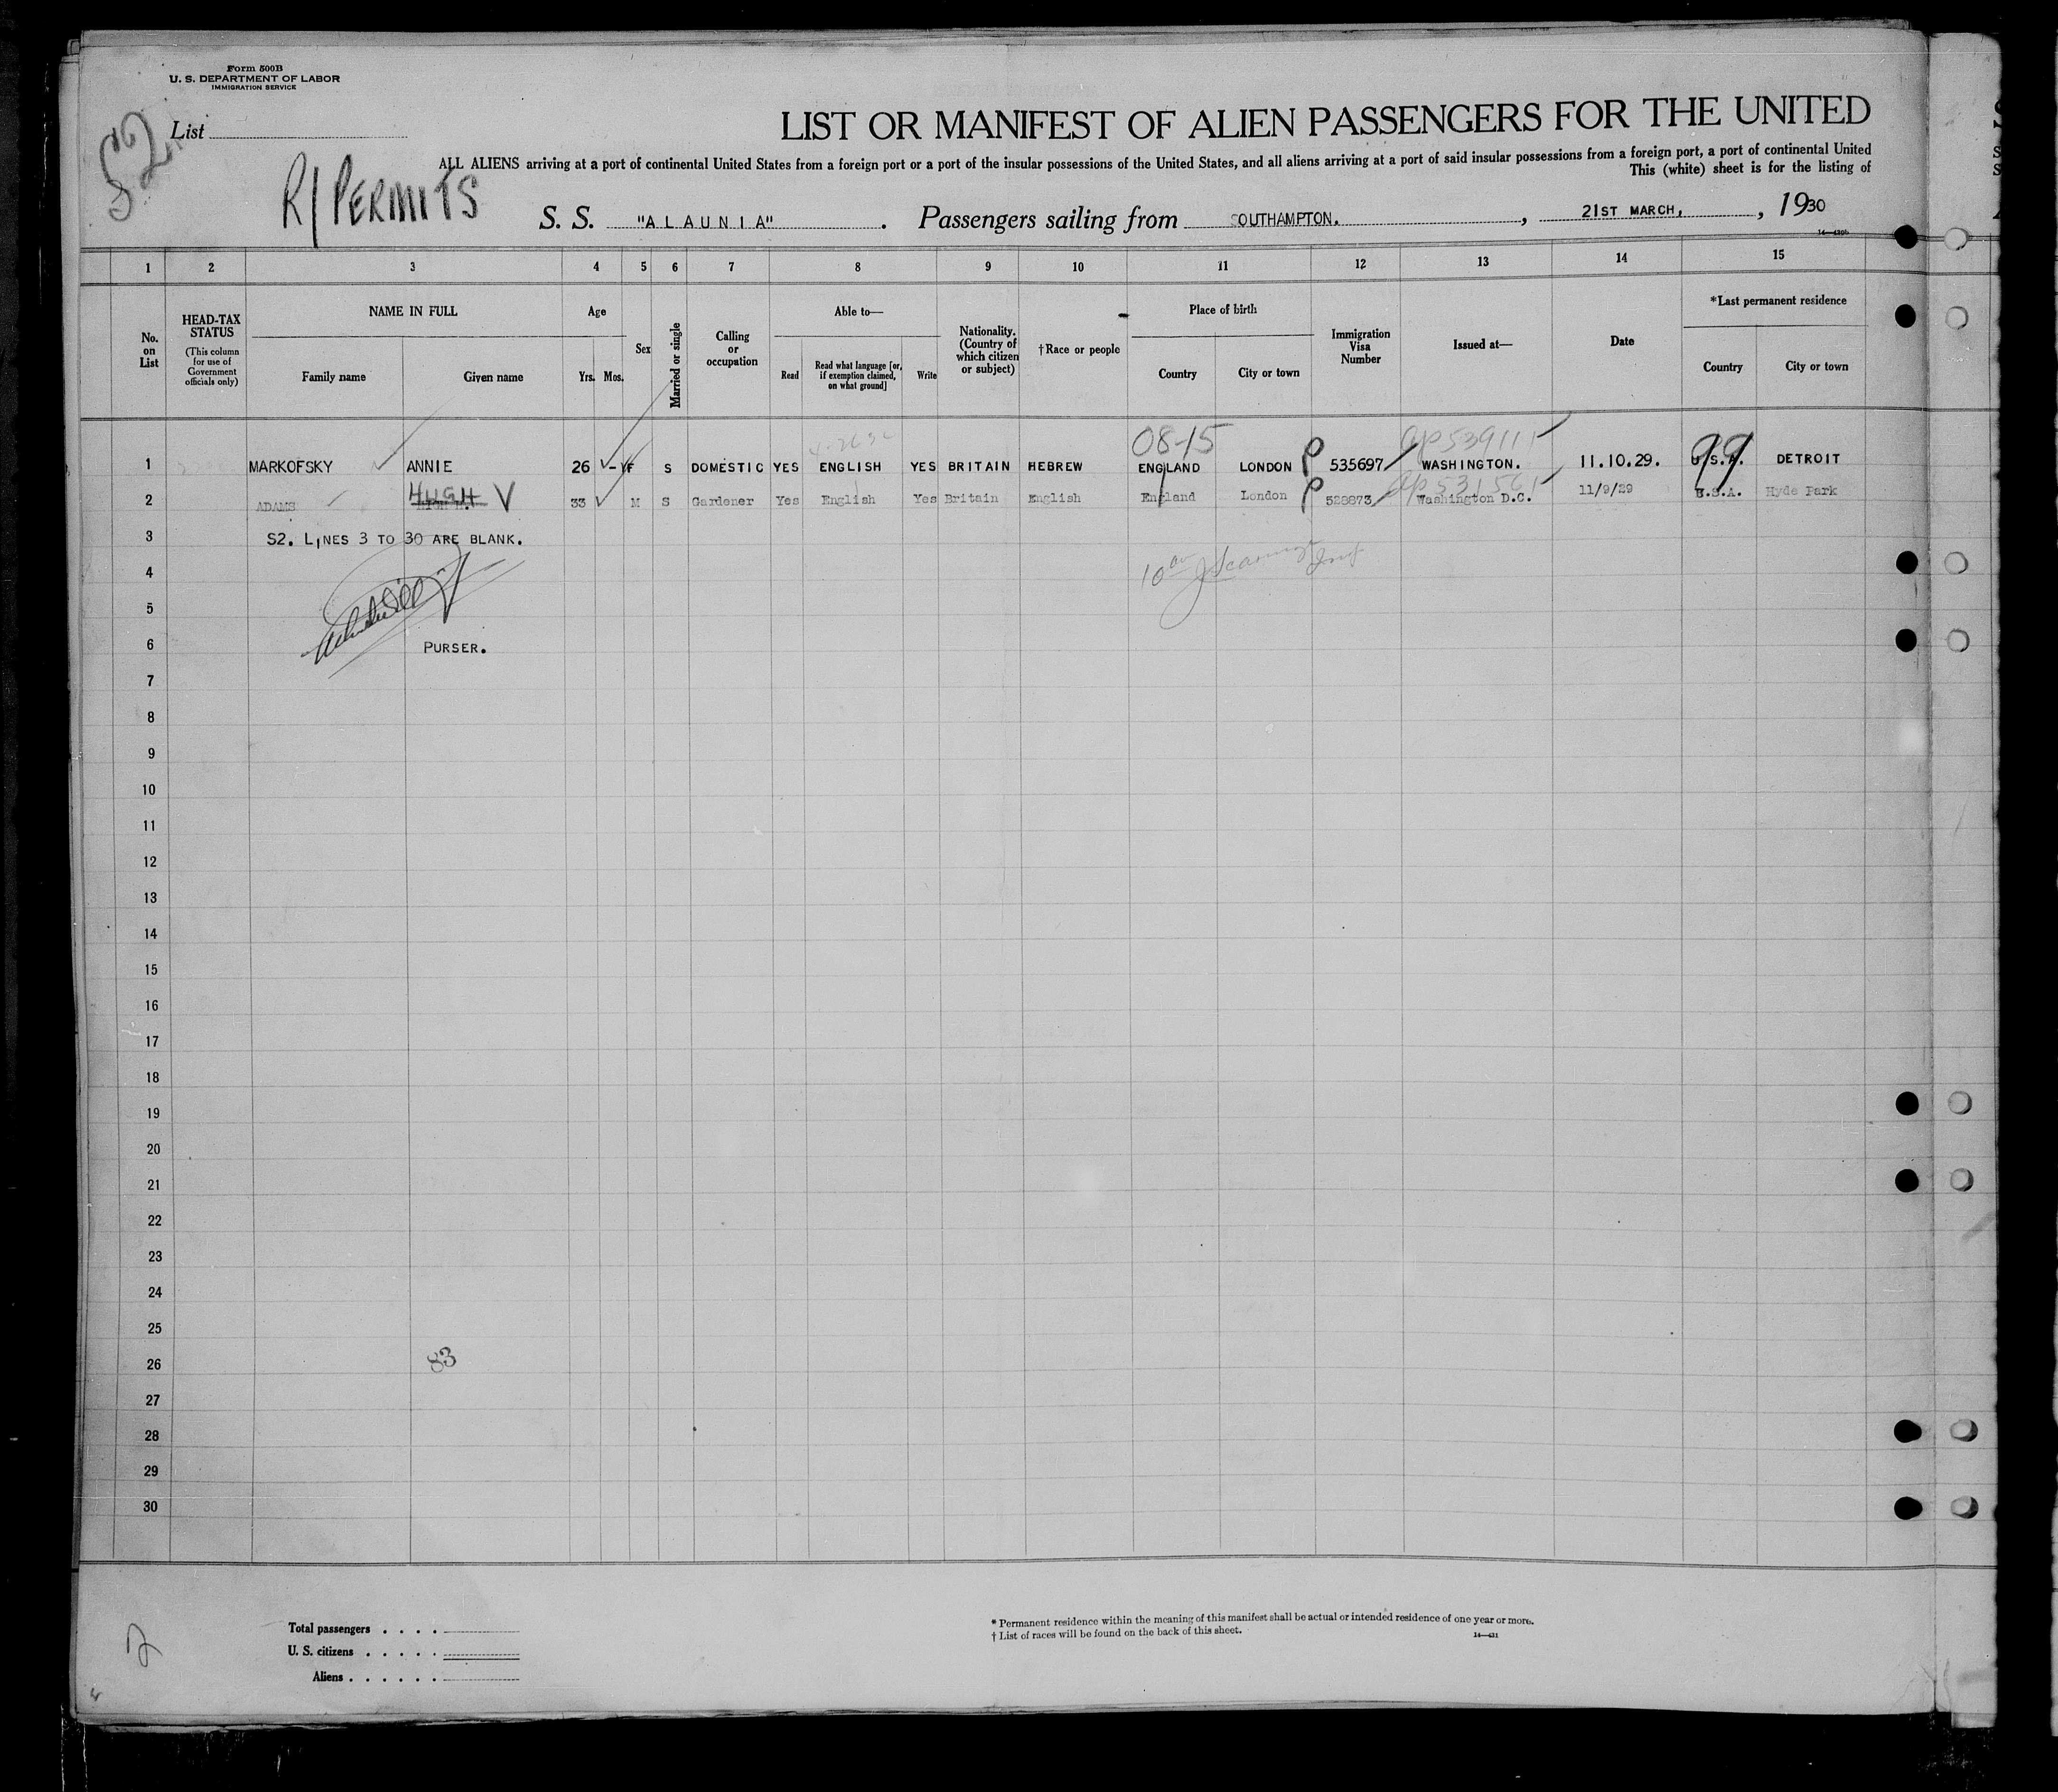 Form 500B
U. S. DEPARTMENT OF LABOR
IMMIGRATION SERVICE
S2
List
LIST OR MANIFEST OF ALIEN PASSENGERS FOR THE UNITED
ALL ALIENS arriving at a port of continental United States from a foreign port or a port of the insular possessions of the United States, and all aliens arriving at a port of said insular possessions from a foreign port, a port of continental United
This (white) sheet is for the listing of
R/PERMITS
S. S. "ALAUNIA". Passengers sailing from SOUTHAMPTON., 21ST MARCH,, 1930
1 2 3 4 5 6 7 8 9 10 11 12 13 14 15
No. on List
HEAD-TAX STATUS (This column for use of Government officials only)
NAME IN FULL
Family name Given name
Age
Yrs. Mos.
Sex
Married or single
Calling or occupation
Able to—
Read
Read what language [or, if exemption claimed, on what ground]
Write
Nationality. (Country of which citizen or subject)
†Race or people
Place of birth
Country City or town
Immigration Visa Number
Issued at—
Date
*Last permanent residence
Country City or town
08-15 99
1 MARKOFSKY ANNIE 26 - F S DOMESTIC YES ENGLISH YES BRITAIN HEBREW ENGLAND LONDON P 535697 WASHINGTON. 11.10.29. U.S.A. DETROIT
2 ADAMS HUGH 33 M S Gardener Yes English Yes Britain English England London P 528873 Washington D.C. 11/9/29 U.S.A. Hyde Park
3 S2. LINES 3 TO 30 ARE BLANK.
4
5
6 PURSER.
7
8
9
10
11
12
13
14
15
16
17
18
19
20
21
22
23
24
25
26 83
27
28
29
30
2
Total passengers . . . .
U. S. citizens . . . . .
Aliens . . . . . .
* Permanent residence within the meaning of this manifest shall be actual or intended residence of one year or more.
† List of races will be found on the back of this sheet.
14—431